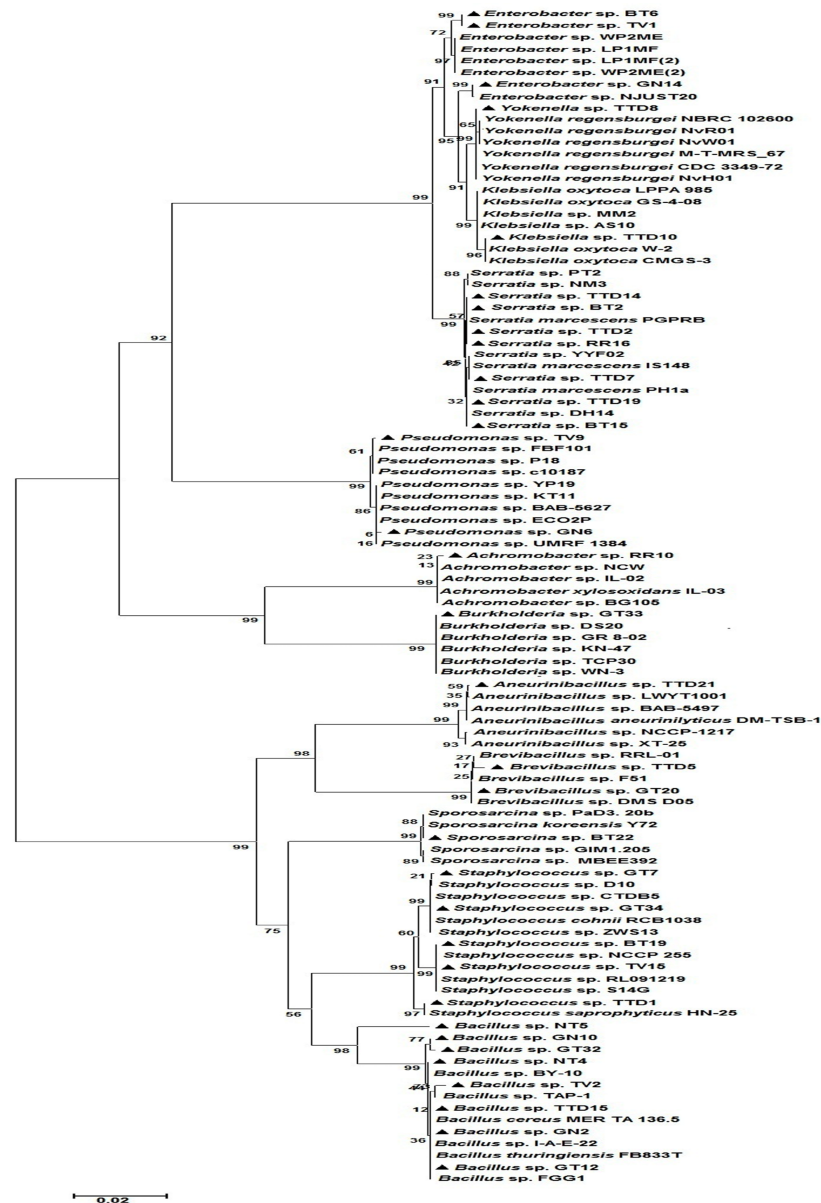 99 ▲ Enterobacter sp. BT6
▲ Enterobacter sp. TV1
72
Enterobacter sp. WP2ME
Enterobacter sp. LP1MF
97 Enterobacter sp. LP1MF(2)
Enterobacter sp. WP2ME(2)
91
99 ▲ Enterobacter sp. GN14
Enterobacter sp. NJUST20
▲ Yokenella sp. TTD8
Yokenella regensburgei NBRC 102600
65
Yokenella regensburgei NvR01
95 99 Yokenella regensburgei NvW01
Yokenella regensburgei M-T-MRS_67
Yokenella regensburgei CDC 3349-72
Yokenella regensburgei NvH01
91
Klebsiella oxytoca LPPA 985
99
Klebsiella oxytoca GS-4-08
Klebsiella sp. MM2
99 Klebsiella sp. AS10
▲ Klebsiella sp. TTD10
Klebsiella oxytoca W-2
96
Klebsiella oxytoca CMGS-3
88 Serratia sp. PT2
Serratia sp. NM3
▲ Serratia sp. TTD14
▲ Serratia sp. BT2
57
Serratia marcescens PGPRB
99
▲ Serratia sp. TTD2
92
▲ Serratia sp. RR16
Serratia sp. YYF02
Serratia marcescens IS148
▲ Serratia sp. TTD7
Serratia marcescens PH1a
32 ▲ Serratia sp. TTD19
Serratia sp. DH14
▲ Serratia sp. BT15
▲ Pseudomonas sp. TV9
61 Pseudomonas sp. FBF101
Pseudomonas sp. P18
Pseudomonas sp. c10187
99 Pseudomonas sp. YP19
Pseudomonas sp. KT11
86 Pseudomonas sp. BAB-5627
Pseudomonas sp. ECO2P
6 ▲ Pseudomonas sp. GN6
16 Pseudomonas sp. UMRF 1384
23 ▲ Achromobacter sp. RR10
13 Achromobacter sp. NCW
99 Achromobacter sp. IL-02
Achromobacter xylosoxidans IL-03
Achromobacter sp. BG105
99 ▲ Burkholderia sp. GT33
Burkholderia sp. DS20
Burkholderia sp. GR 8-02
99 Burkholderia sp. KN-47
Burkholderia sp. TCP30
Burkholderia sp. WN-3
59 ▲ Aneurinibacillus sp. TTD21
35 Aneurinibacillus sp. LWYT1001
99 Aneurinibacillus sp. BAB-5497
99 Aneurinibacillus aneurinilyticus DM-TSB-1
Aneurinibacillus sp. NCCP-1217
93 Aneurinibacillus sp. XT-25
98
27 Brevibacillus sp. RRL-01
17 ▲ Brevibacillus sp. TTD5
25 Brevibacillus sp. F51
▲ Brevibacillus sp. GT20
99 Brevibacillus sp. DMS D05
Sporosarcina sp. PaD3. 20b
88 Sporosarcina koreensis Y72
99 ▲ Sporosarcina sp. BT22
99
Sporosarcina sp. GIM1.205
89 Sporosarcina sp. MBEE392
21 ▲ Staphylococcus sp. GT7
Staphylococcus sp. D10
99 Staphylococcus sp. CTDB5
▲ Staphylococcus sp. GT34
Staphylococcus cohnii RCB1038
75 60 Staphylococcus sp. ZWS13
▲ Staphylococcus sp. BT19
Staphylococcus sp. NCCP 255
99 99 ▲ Staphylococcus sp. TV15
Staphylococcus sp. RL091219
Staphylococcus sp. S14G
▲ Staphylococcus sp. TTD1
56 97 Staphylococcus saprophyticus HN-25
▲ Bacillus sp. NT5
77 ▲ Bacillus sp. GN10
98 ▲ Bacillus sp. GT32
99 ▲ Bacillus sp. NT4
Bacillus sp. BY-10
▲ Bacillus sp. TV2
Bacillus sp. TAP-1
12 ▲ Bacillus sp. TTD15
Bacillus cereus MER TA 136.5
▲ Bacillus sp. GN2
36 Bacillus sp. I-A-E-22
Bacillus thuringiensis FB833T
▲ Bacillus sp. GT12
Bacillus sp. FGG1
0.02